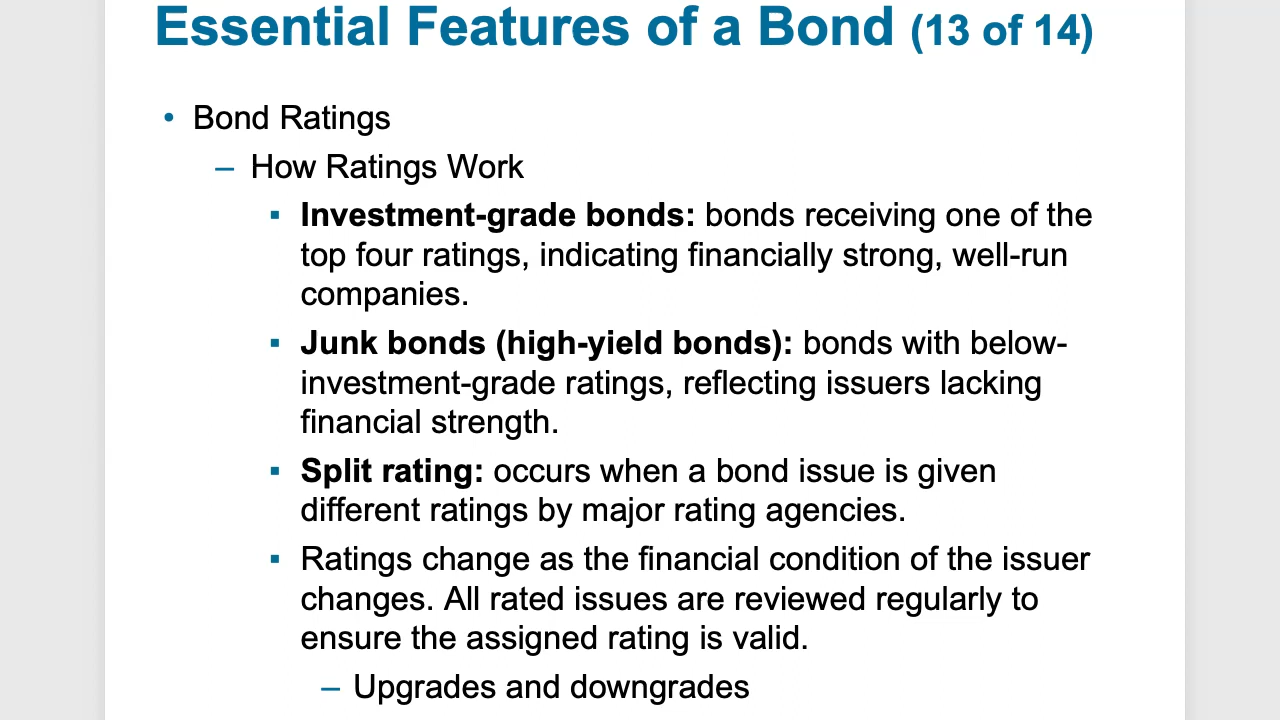 Essential Features of a Bond (13 of 14)
• Bond Ratings
– How Ratings Work
▪ Investment-grade bonds: bonds receiving one of the
top four ratings, indicating financially strong, well-run
companies.
▪ Junk bonds (high-yield bonds): bonds with below-
investment-grade ratings, reflecting issuers lacking
financial strength.
▪ Split rating: occurs when a bond issue is given
different ratings by major rating agencies.
▪ Ratings change as the financial condition of the issuer
changes. All rated issues are reviewed regularly to
ensure the assigned rating is valid.
– Upgrades and downgrades